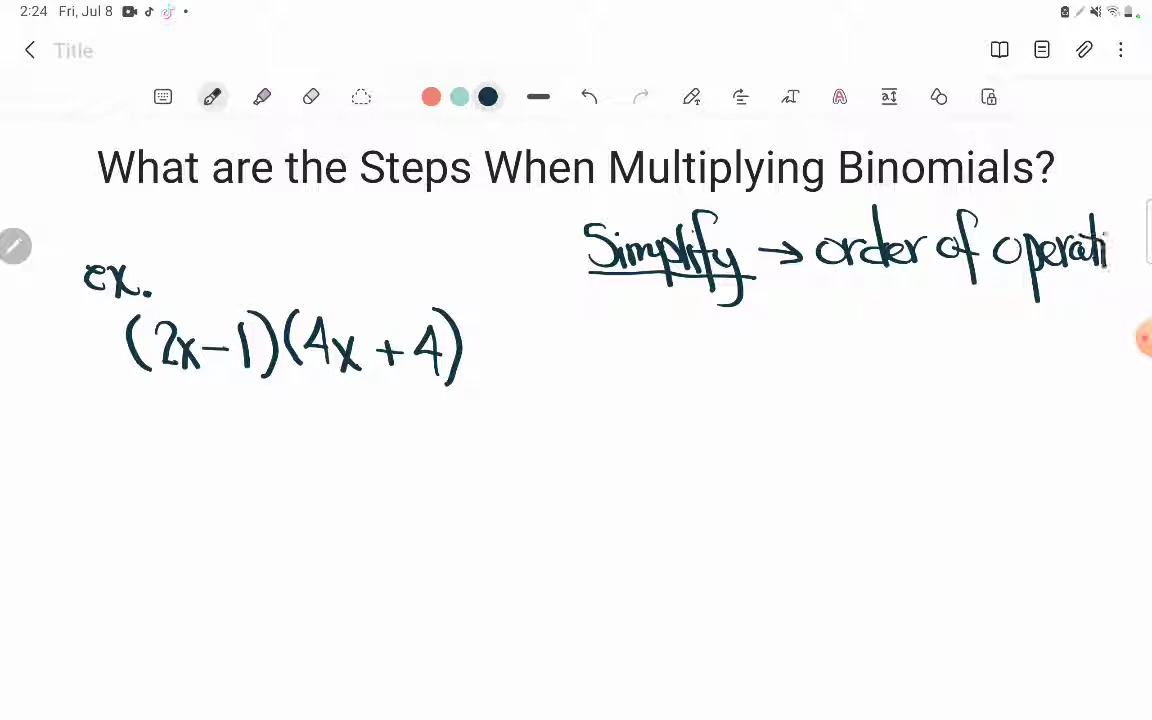 2:24 Fri, Jul 8
Title
What are the Steps When Multiplying Binomials?
Simplify → order of operati
ex.
(2x-1)(4x+4)